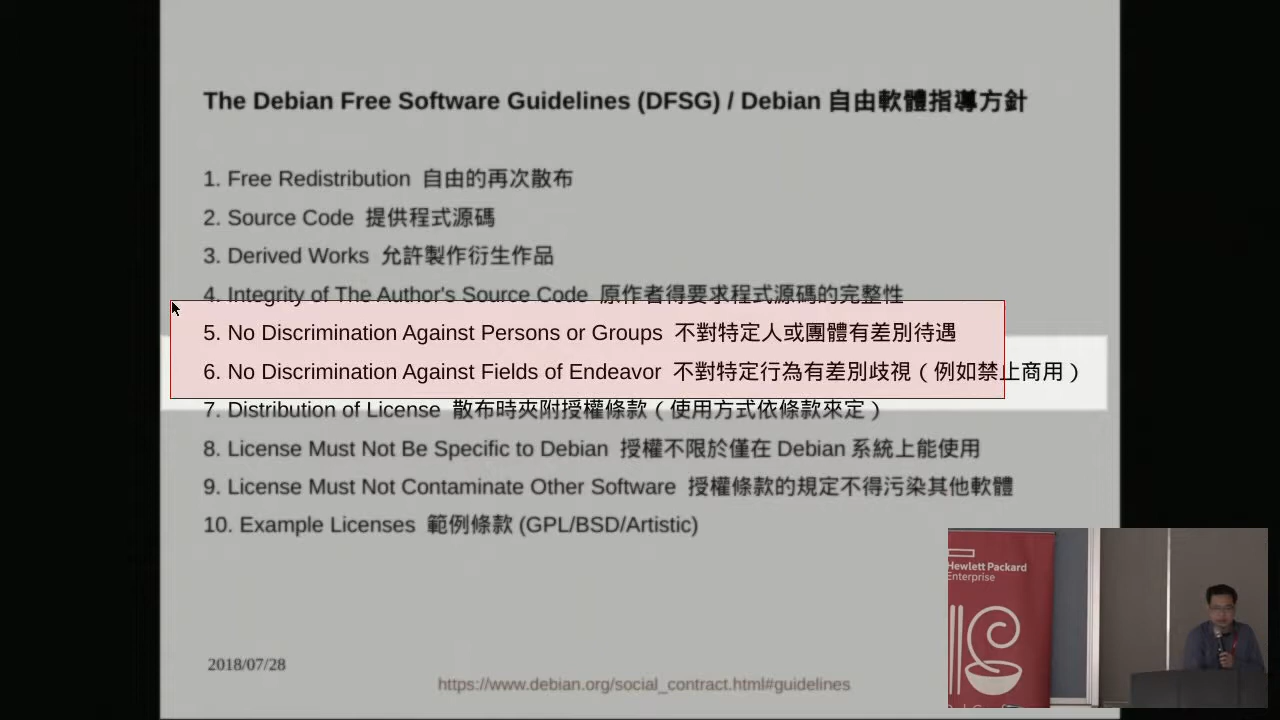 The Debian Free Software Guidelines (DFSG) / Debian 自由軟體指導方針
1. Free Redistribution 自由的再次散布
2. Source Code 提供程式源碼
3. Derived Works 允許製作衍生作品
4. Integrity of The Author's Source Code 原作者得要求程式源碼的完整性
5. No Discrimination Against Persons or Groups 不對特定人或團體有差別待遇
6. No Discrimination Against Fields of Endeavor 不對特定行為有差別歧視（例如禁止商用）
7. Distribution of License 散布時夾附授權條款（使用方式依條款來定）
8. License Must Not Be Specific to Debian 授權不限於僅在 Debian 系統上能使用
9. License Must Not Contaminate Other Software 授權條款的規定不得污染其他軟體
10. Example Licenses 範例條款 (GPL/BSD/Artistic)
2018/07/28
https://www.debian.org/social_contract.html#guidelines
Hewlett Packard
Enterprise